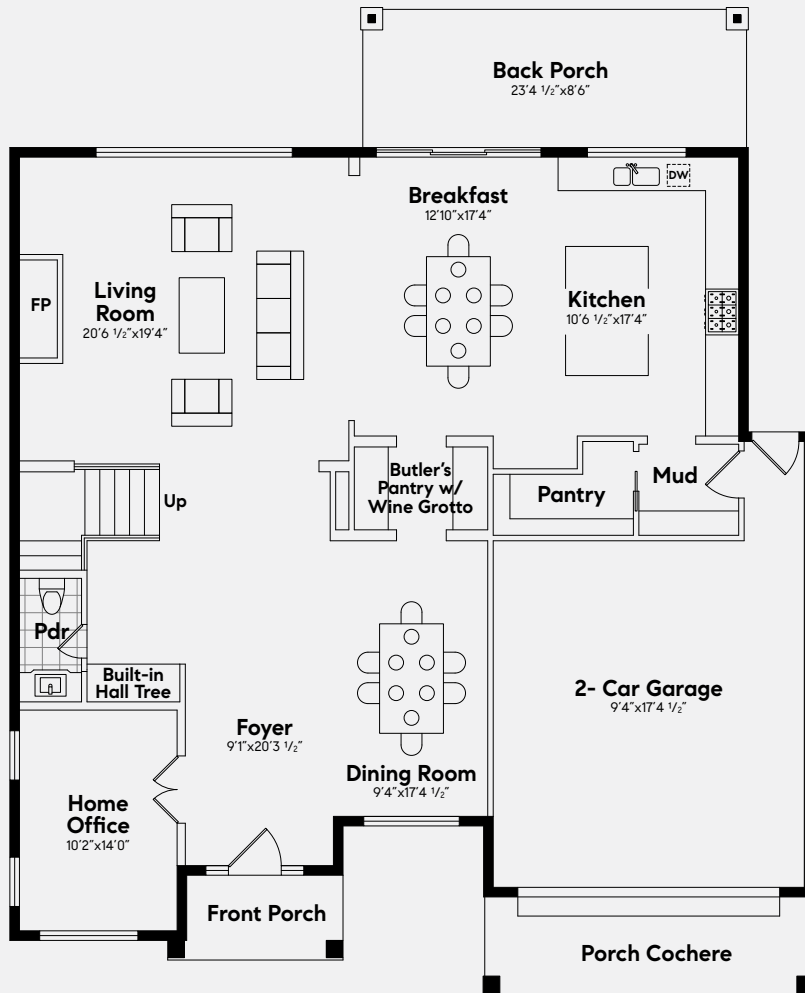 Back Porch
23'4 1/2"x8'6"
DW
Breakfast
12'10"x17'4"
FP
Living
Room
20'6 1/2"x19'4"
Kitchen
10'6 1/2"x17'4"
Butler's
Pantry w/
Wine Grotto
Pantry
Mud
Up
Pdr
Built-in
Hall Tree
2- Car Garage
9'4"x17'4 1/2"
Foyer
9'1"x20'3 1/2"
Dining Room
9'4"x17'4 1/2"
Home
Office
10'2"x14'0"
Front Porch
Porch Cochere